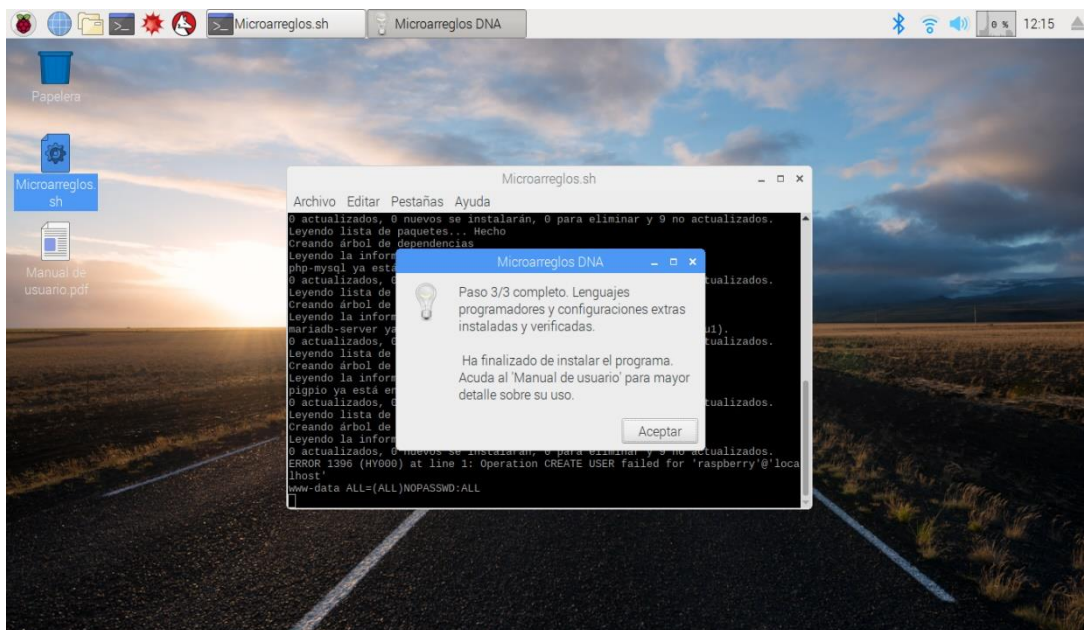 Microarreglos.sh
Microarreglos DNA
0 %
12:15
Papelera
Microarreglos.
sh
Manual de
usuario pdf
Microarreglos.sh
Archivo Editar Pestañas Ayuda
0 actualizados, 0 nuevos se instalarán, 0 para eliminar y 9 no actualizados.
Leyendo lista de paquetes... Hecho
Creando árbol de dependencias
Leyendo la inform
php-mysql ya está
0 actualizados, 0 tualizados.
Leyendo lista de
Creando árbol de
Leyendo la inform
mariadb-server ya u1).
0 actualizados, 0 tualizados.
Leyendo lista de
Creando árbol de
Leyendo la inform
pigpio ya está en
0 actualizados, 0 tualizados.
Leyendo lista de
Creando árbol de
Leyendo la inform
0 actualizados, 0 nuevos se instalarán, 0 para eliminar y 9 no actualizados.
ERROR 1396 (HY000) at line 1: Operation CREATE USER failed for 'raspberry'@'loca
lhost'
www-data ALL=(ALL)NOPASSWD:ALL
Microarreglos DNA
Paso 3/3 completo. Lenguajes
programadores y configuraciones extras
instaladas y verificadas.
Ha finalizado de instalar el programa.
Acuda al 'Manual de usuario' para mayor
detalle sobre su uso.
Aceptar